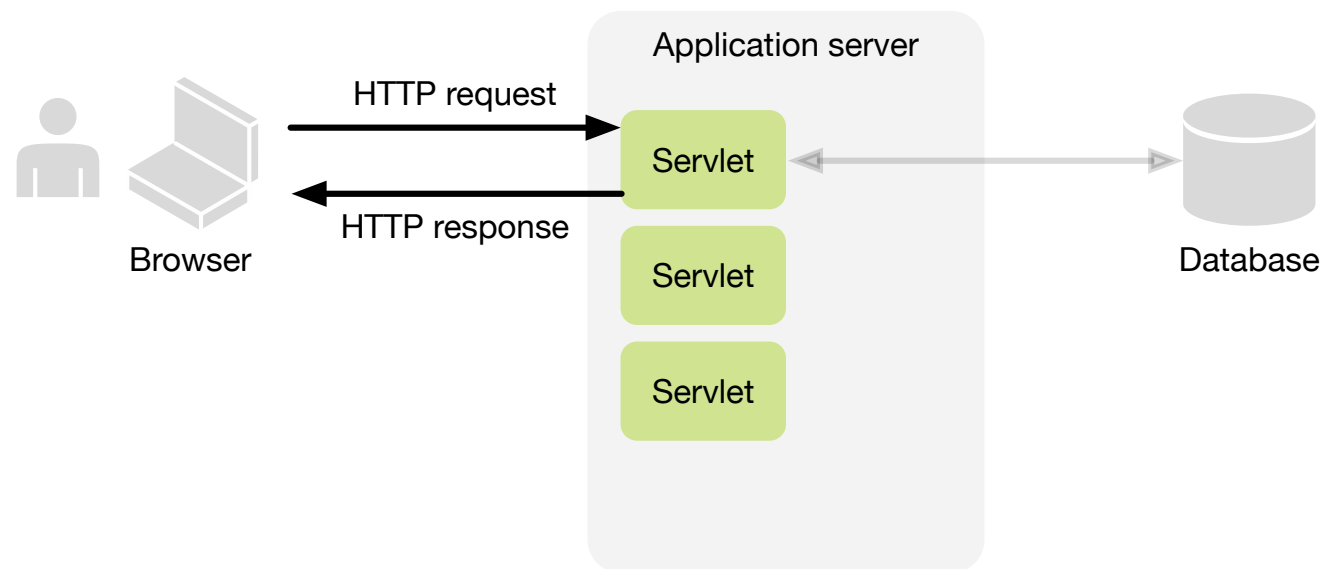 Application server
HTTP request
Servlet
HTTP response
Browser
Servlet
Database
Servlet